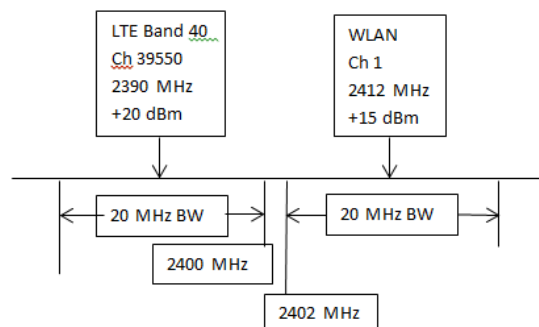 LTE Band 40
Ch 39550
2390 MHz
+20 dBm
WLAN
Ch 1
2412 MHz
+15 dBm
20 MHz BW
20 MHz BW
2400 MHz
2402 MHz